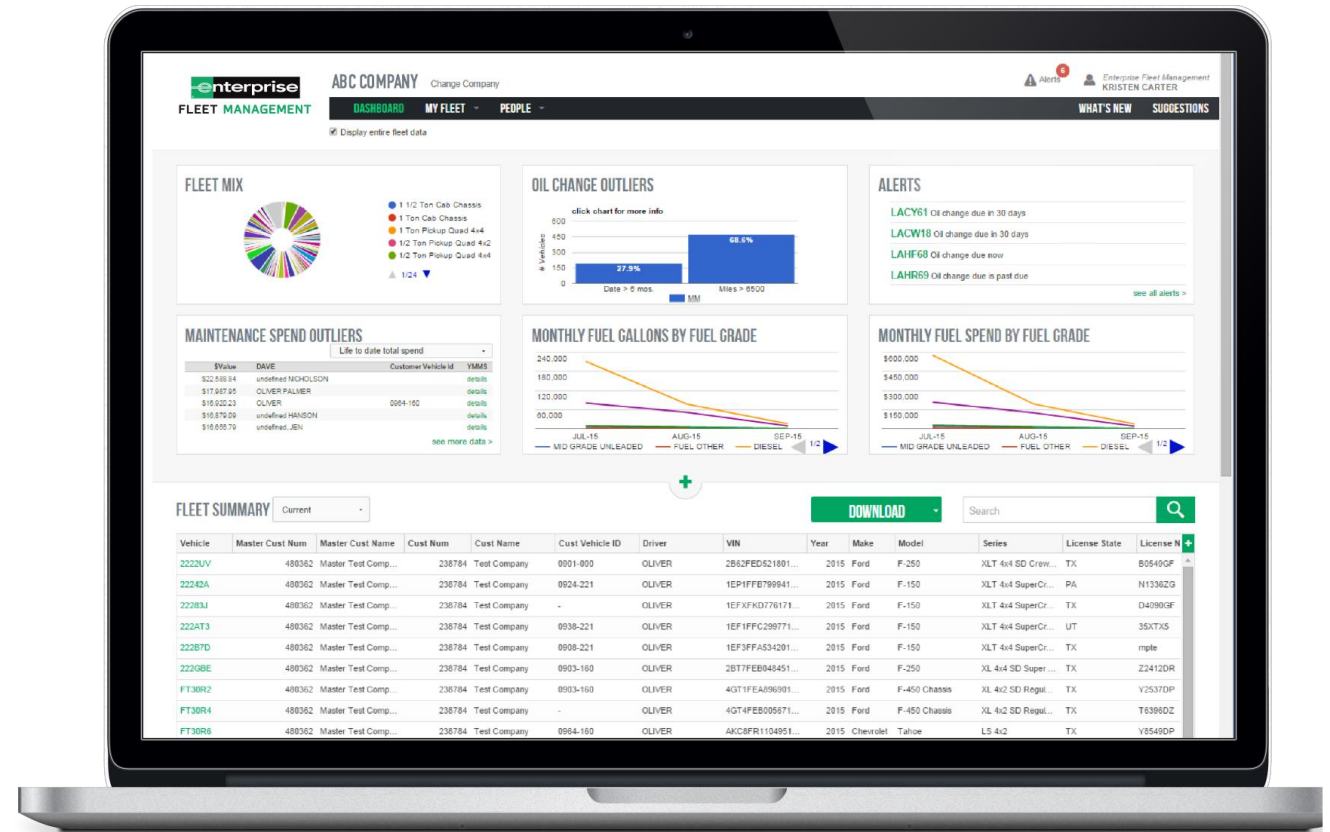 enterprise
FLEET MANAGEMENT
ABC COMPANY Change Company
Alerts 6
Enterprise Fleet Management
KRISTEN CARTER
DASHBOARD MY FLEET PEOPLE WHAT'S NEW SUGGESTIONS
Display entire fleet data
FLEET MIX
1 1/2 Ton Cab Chassis
1 Ton Cab Chassis
1 Ton Pickup Quad 4x4
1/2 Ton Pickup Quad 4x2
1/2 Ton Pickup Quad 4x4
1/24
OIL CHANGE OUTLIERS
click chart for more info
# Vehicles
600
450
300
150
0
27.9%
68.6%
Date > 6 mos. Miles > 6500
MM
ALERTS
LACY61 Oil change due in 30 days
LACW18 Oil change due in 30 days
LAHF68 Oil change due now
LAHR69 Oil change due is past due
see all alerts >
MAINTENANCE SPEND OUTLIERS
Life to date total spend
$Value DAVE Customer Vehicle Id YMMS
undefined NICHOLSON details
$17,967.95 OLIVER PALMER details
$16,920.23 OLIVER 0964-160 details
$16,879.09 undefined HANSON details
undefined, JEN details
see more data >
MONTHLY FUEL GALLONS BY FUEL GRADE
240,000
180,000
120,000
60,000
JUL-15 AUG-15 SEP-15
MID GRADE UNLEADED FUEL OTHER DIESEL 1/2
MONTHLY FUEL SPEND BY FUEL GRADE
$600,000
$450,000
$300,000
$150,000
JUL-15 AUG-15 SEP-15
MID GRADE UNLEADED FUEL OTHER DIESEL 1/2
+
FLEET SUMMARY Current DOWNLOAD Search
Vehicle Master Cust Num Master Cust Name Cust Num Cust Name Cust Vehicle ID Driver VIN Year Make Model Series License State License N +
2222UV 480362 Master Test Comp... 238784 Test Company 0901-000 OLIVER 2B62FED521801... 2015 Ford F-250 XLT 4x4 SD Crew... TX B0549GF
22242A 480362 Master Test Comp... 238784 Test Company 0924-221 OLIVER 1EP1FFB799941... 2015 Ford F-150 XLT 4x4 SuperCr... PA N1336ZG
22283J 480362 Master Test Comp... 238784 Test Company - OLIVER 1EFXFKD776171... 2015 Ford F-150 XLT 4x4 SuperCr... TX D4090GF
222AT3 480362 Master Test Comp... 238784 Test Company 0938-221 OLIVER 1EF1FFC299771... 2015 Ford F-150 XLT 4x4 SuperCr... UT 35XTX5
222B7D 480362 Master Test Comp... 238784 Test Company 0908-221 OLIVER 1EF3FFA534201... 2015 Ford F-150 XLT 4x4 SuperCr... TX mpte
222GBE 480362 Master Test Comp... 238784 Test Company 0903-160 OLIVER 2BT7FEB048451... 2015 Ford F-250 XL 4x4 SD Super ... TX Z2412DR
FT30R2 480362 Master Test Comp... 238784 Test Company 0903-160 OLIVER 4GT1FEA896901... 2015 Ford F-450 Chassis XL 4x2 SD Regul... TX Y2537DP
FT30R4 480362 Master Test Comp... 238784 Test Company - OLIVER 4GT4FEB005671... 2015 Ford F-450 Chassis XL 4x2 SD Regul... TX T6396DZ
FT30R6 480362 Master Test Comp... 238784 Test Company 0964-160 OLIVER AKC8FR1104951... 2015 Chevrolet Tahoe LS 4x2 TX Y8549DP